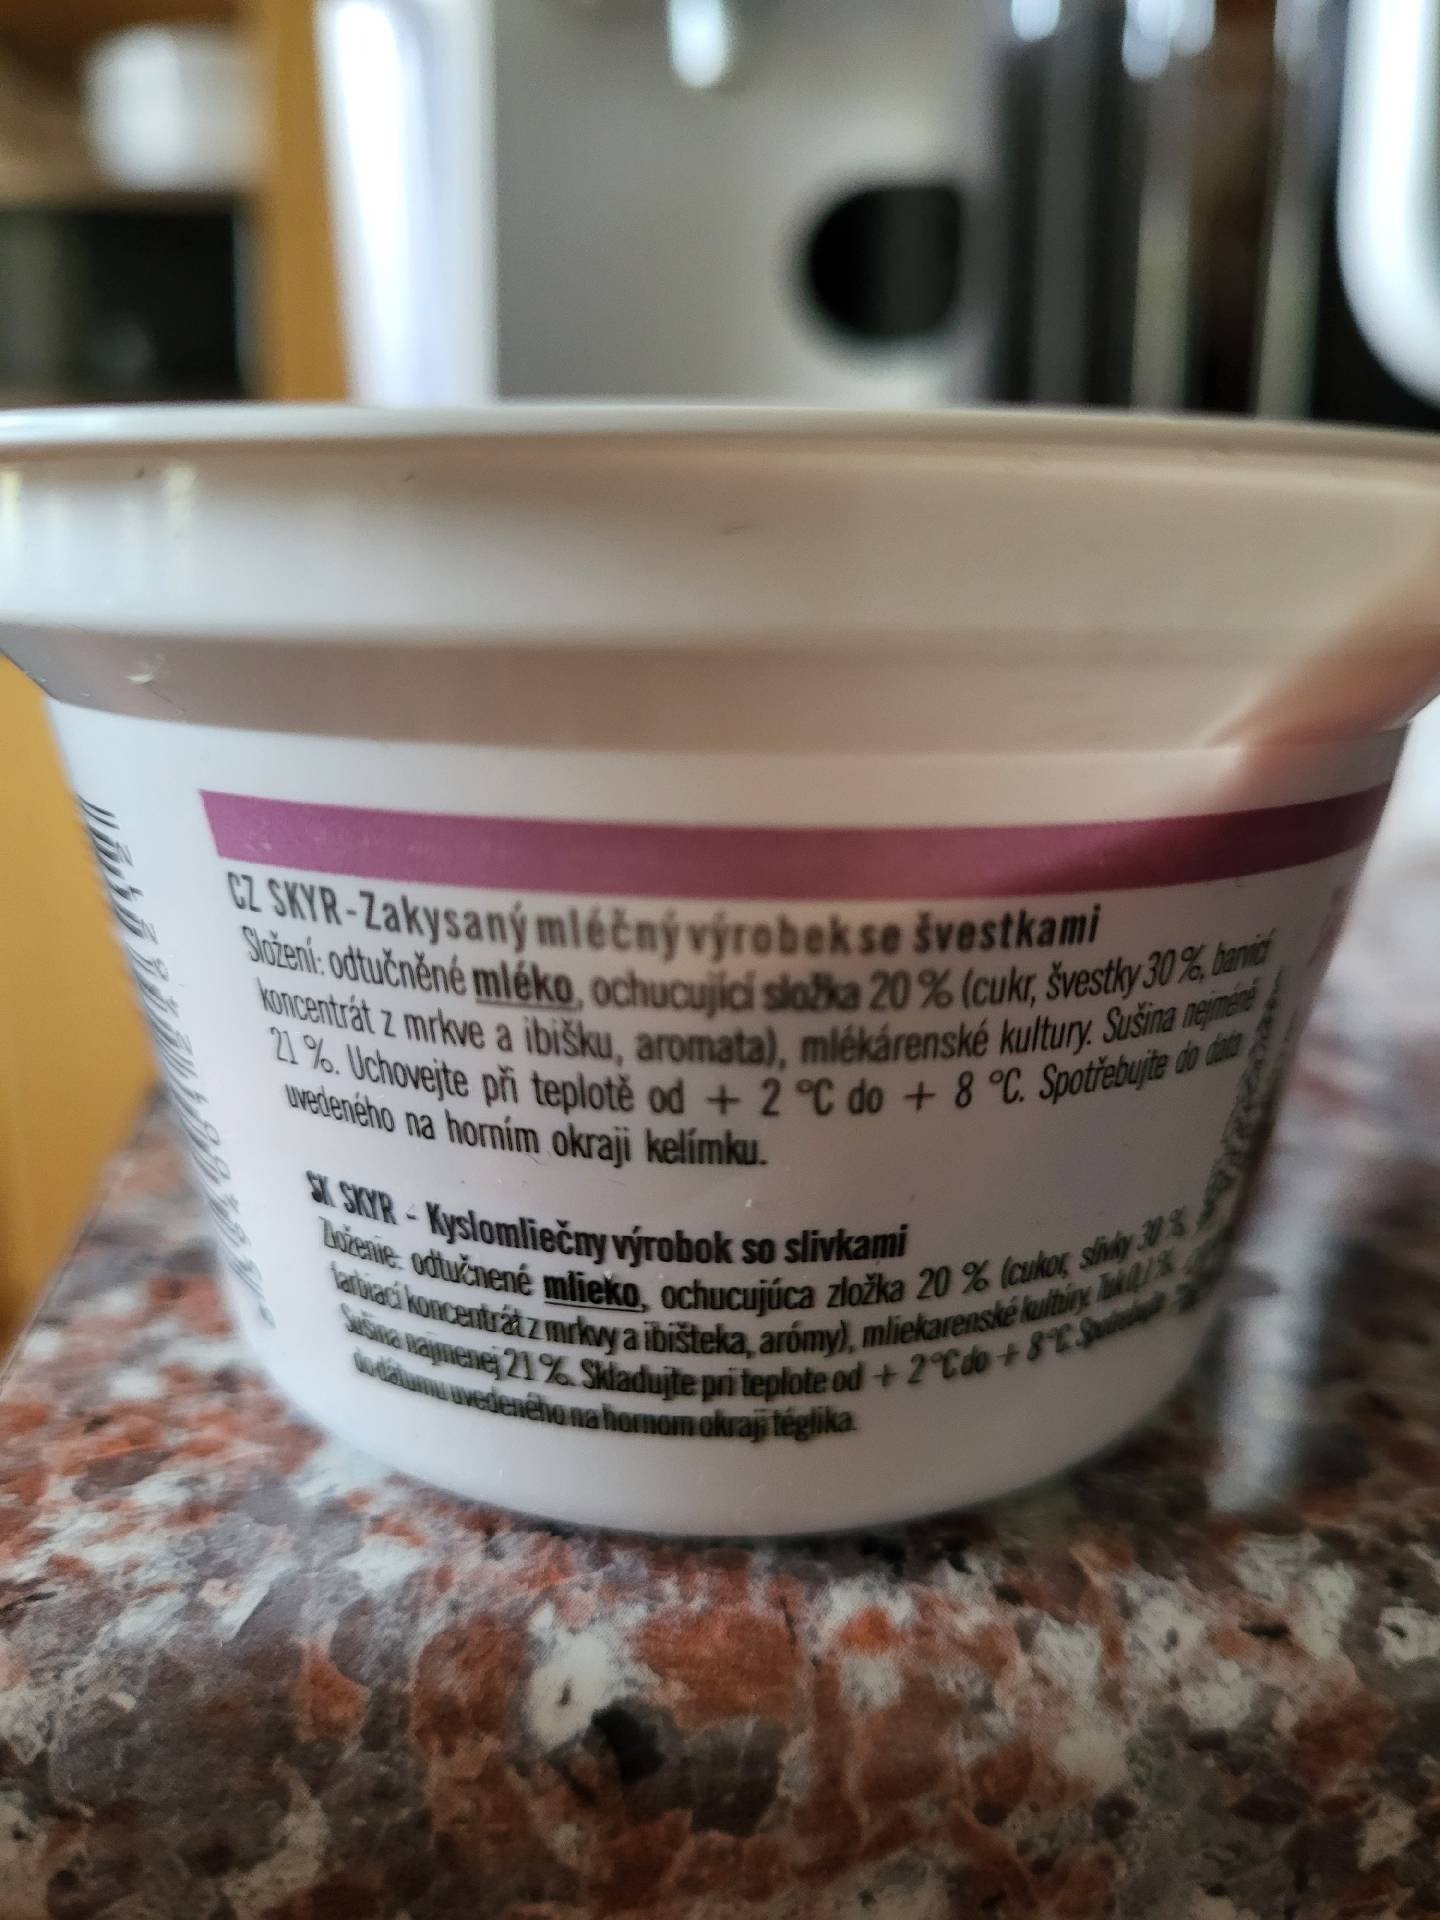 CZ SKYR - Zakysaný mléčný výrobek se švestkami
Složení: odtučněné mléko, ochucující složka 20 % (cukr, švestky 30 %, barvicí
koncentrát z mrkve a ibišku, aromata), mlékárenské kultury. Sušina nejméně
21 %. Uchovejte při teplotě od + 2 °C do + 8 °C. Spotřebujte do data
uvedeného na horním okraji kelímku.
SK SKYR - Kyslomliečny výrobok so slivkami
Zloženie: odtučnené mlieko, ochucujúca zložka 20 % (cukor, slivky 30 %,
farbiaci koncentrát z mrkvy a ibišteka, arómy), mliekarenské kultúry. Tuk 0,1 %.
Sušina najmenej 21 %. Skladujte pri teplote od + 2 °C do + 8 °C. Spotrebujte
do dátumu uvedeného na hornom okraji téglika.